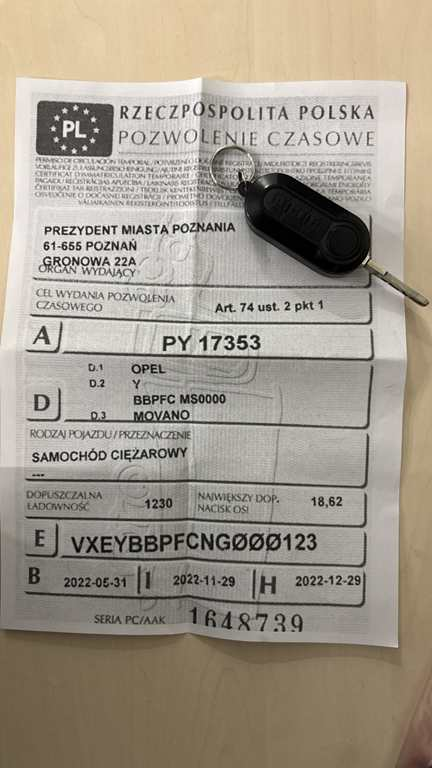 PL
RZECZPOSPOLITA POLSKA
POZWOLENIE CZASOWE
PREZYDENT MIASTA POZNANIA
61-655 POZNAŃ
GRONOWA 22A
ORGAN WYDAJĄCY
CEL WYDANIA POZWOLENIA CZASOWEGO Art. 74 ust. 2 pkt 1
A PY 17353
D.1 OPEL
D.2 Y
BBPFC MS0000
D
D.3 MOVANO
RODZAJ POJAZDU / PRZEZNACZENIE
SAMOCHÓD CIĘŻAROWY
---
DOPUSZCZALNA ŁADOWNOŚĆ 1230 NAJWIĘKSZY DOP. NACISK OSI 18,62
E VXEYBBPFCNGØØØ123
B 2022-05-31 I 2022-11-29 H 2022-12-29
SERIA PC/AAK 1648739